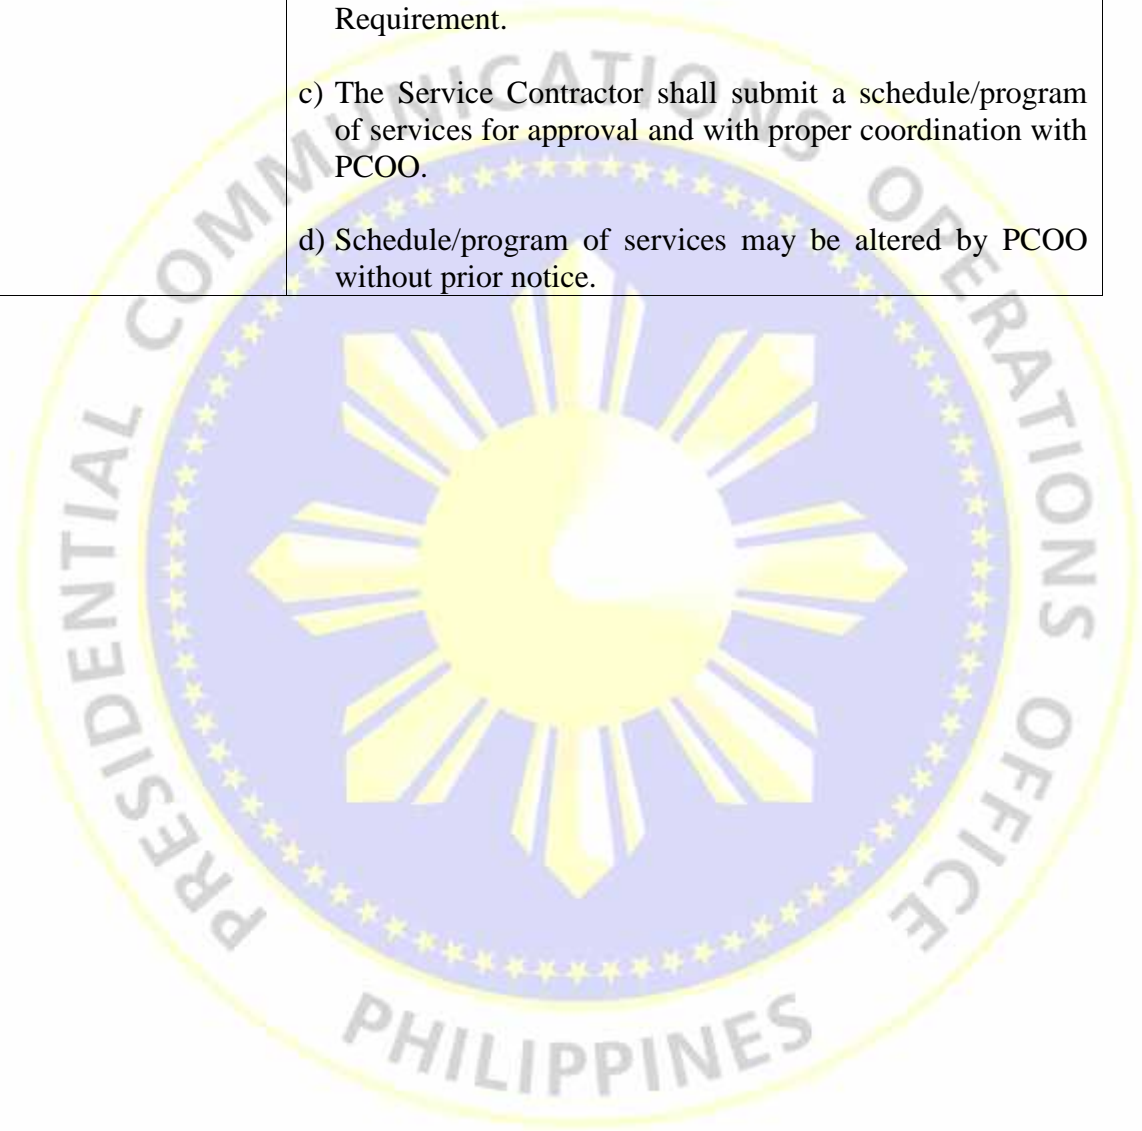 Requirement.
c) The Service Contractor shall submit a schedule/program
of services for approval and with proper coordination with
PCOO.
d) Schedule/program of services may be altered by PCOO
without prior notice.
PRESIDENTIAL COMMUNICATIONS OPERATIONS OFFICE
PHILIPPINES